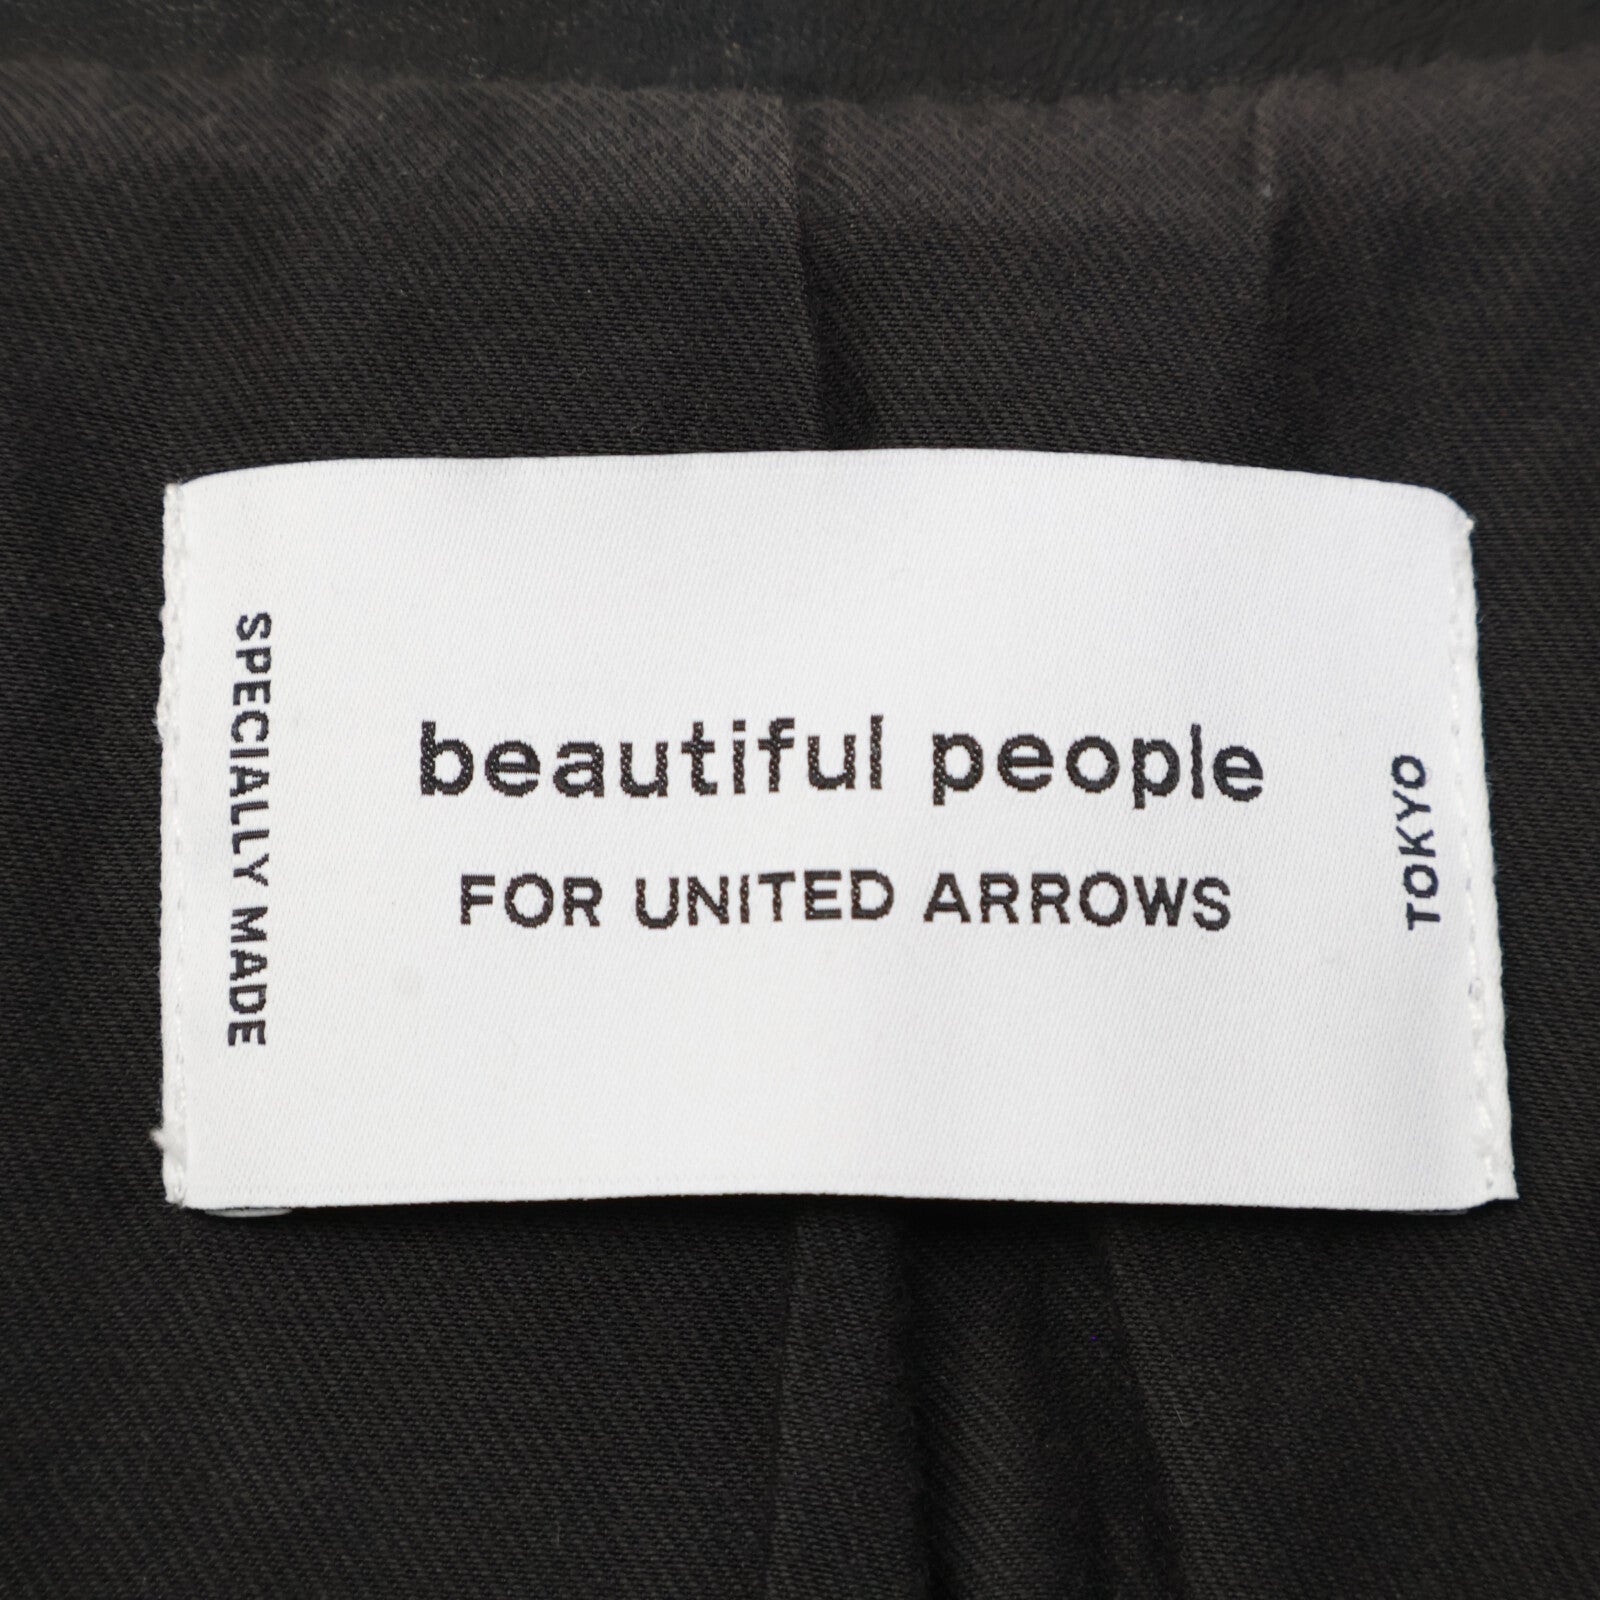 SPECIALLY MADE
beautiful people
FOR UNITED ARROWS
TOKYO